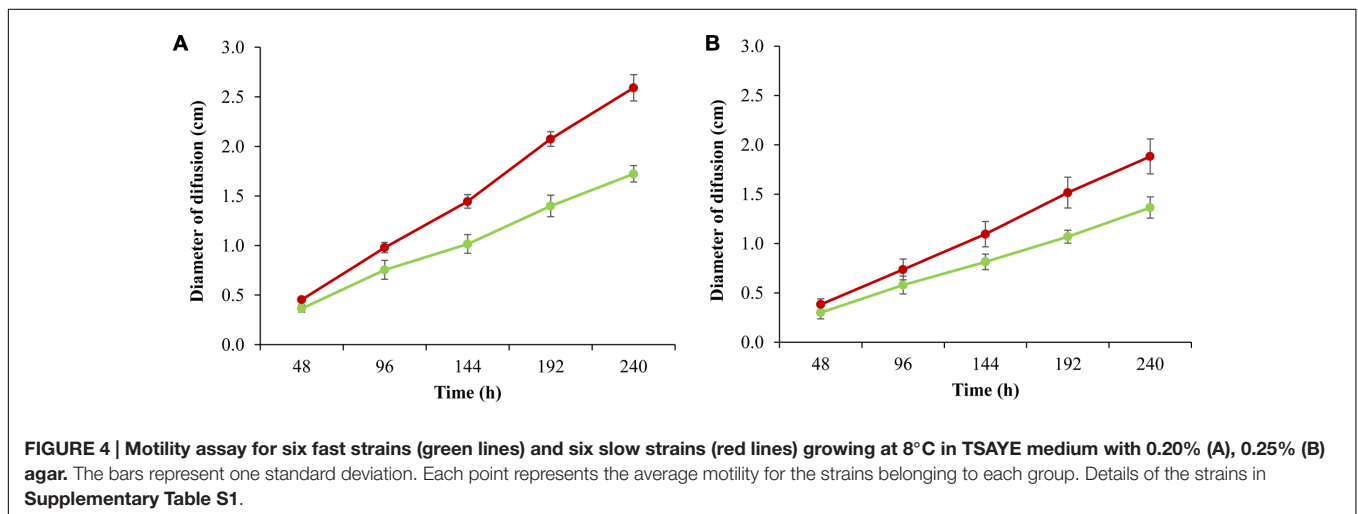 A
3.0
2.5
2.0
1.5
1.0
0.5
0.0
Diameter of difusion (cm)
48 96 144 192 240
Time (h)
B
3.0
2.5
2.0
1.5
1.0
0.5
0.0
Diameter of difusion (cm)
48 96 144 192 240
Time (h)
FIGURE 4 | Motility assay for six fast strains (green lines) and six slow strains (red lines) growing at 8°C in TSAYE medium with 0.20% (A), 0.25% (B)
agar. The bars represent one standard deviation. Each point represents the average motility for the strains belonging to each group. Details of the strains in
Supplementary Table S1.